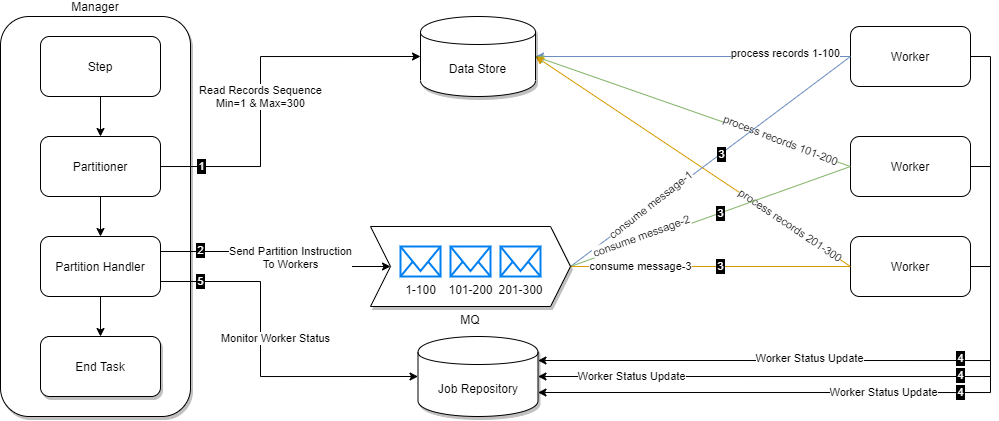 Manager
Step
Partitioner
Partition Handler
End Task
1
Read Records Sequence
Min=1 & Max=300
2
Send Partition Instruction
To Workers
5
Monitor Worker Status
Data Store
1-100
101-200
201-300
MQ
Job Repository
process records 1-100
process records 101-200
process records 201-300
3
consume message-1
3
consume message-2
3
consume message-3
Worker
Worker
Worker
Worker Status Update
4
Worker Status Update
4
Worker Status Update
4